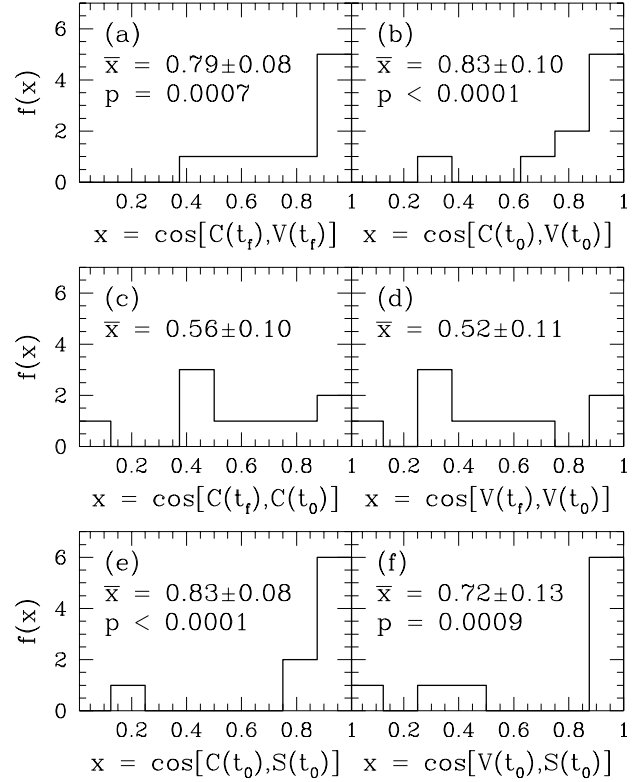 (a) (b)
x̅ = 0.79±0.08 x̅ = 0.83±0.10
p = 0.0007 p < 0.0001
f(x)
6
4
2
0
0.2 0.4 0.6 0.8 1 0.2 0.4 0.6 0.8 1
x = cos[C(t_f),V(t_f)] x = cos[C(t_0),V(t_0)]
(c) (d)
x̅ = 0.56±0.10 x̅ = 0.52±0.11
f(x)
6
4
2
0
0.2 0.4 0.6 0.8 1 0.2 0.4 0.6 0.8 1
x = cos[C(t_f),C(t_0)] x = cos[V(t_f),V(t_0)]
(e) (f)
x̅ = 0.83±0.08 x̅ = 0.72±0.13
p < 0.0001 p = 0.0009
f(x)
6
4
2
0
0.2 0.4 0.6 0.8 1 0.2 0.4 0.6 0.8 1
x = cos[C(t_0),S(t_0)] x = cos[V(t_0),S(t_0)]